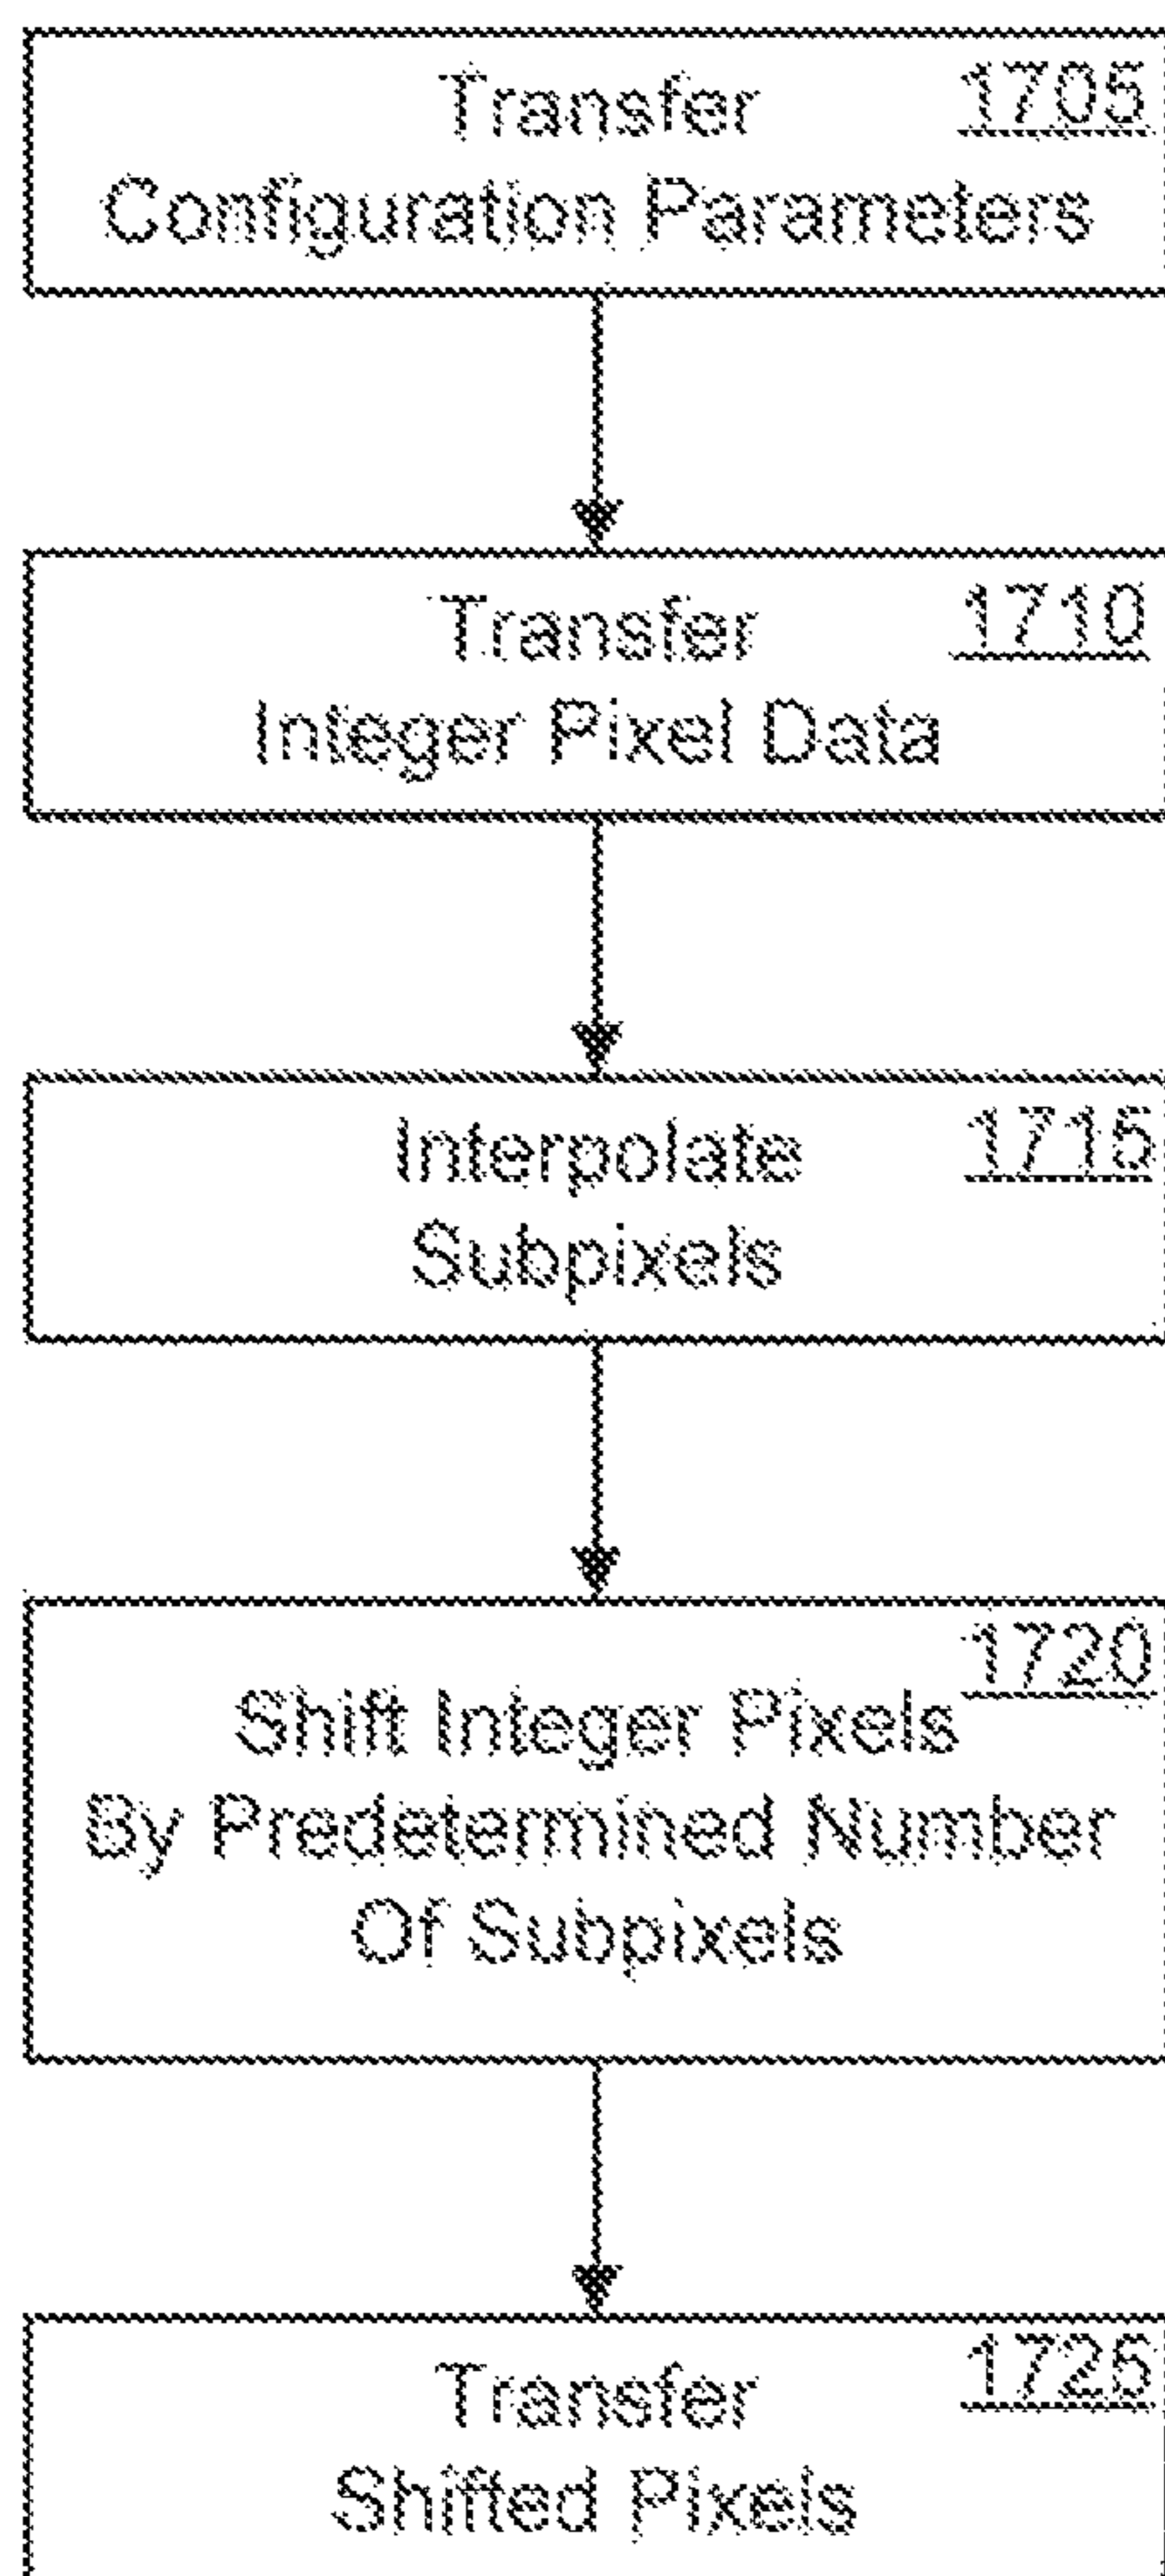 Transfer 1705
Configuration Parameters
Transfer 1710
Integer Pixel Data
Interpolate 1715
Subpixels
1720
Shift Integer Pixels
By Predetermined Number
Of Subpixels
Transfer 1725
Shifted Pixels